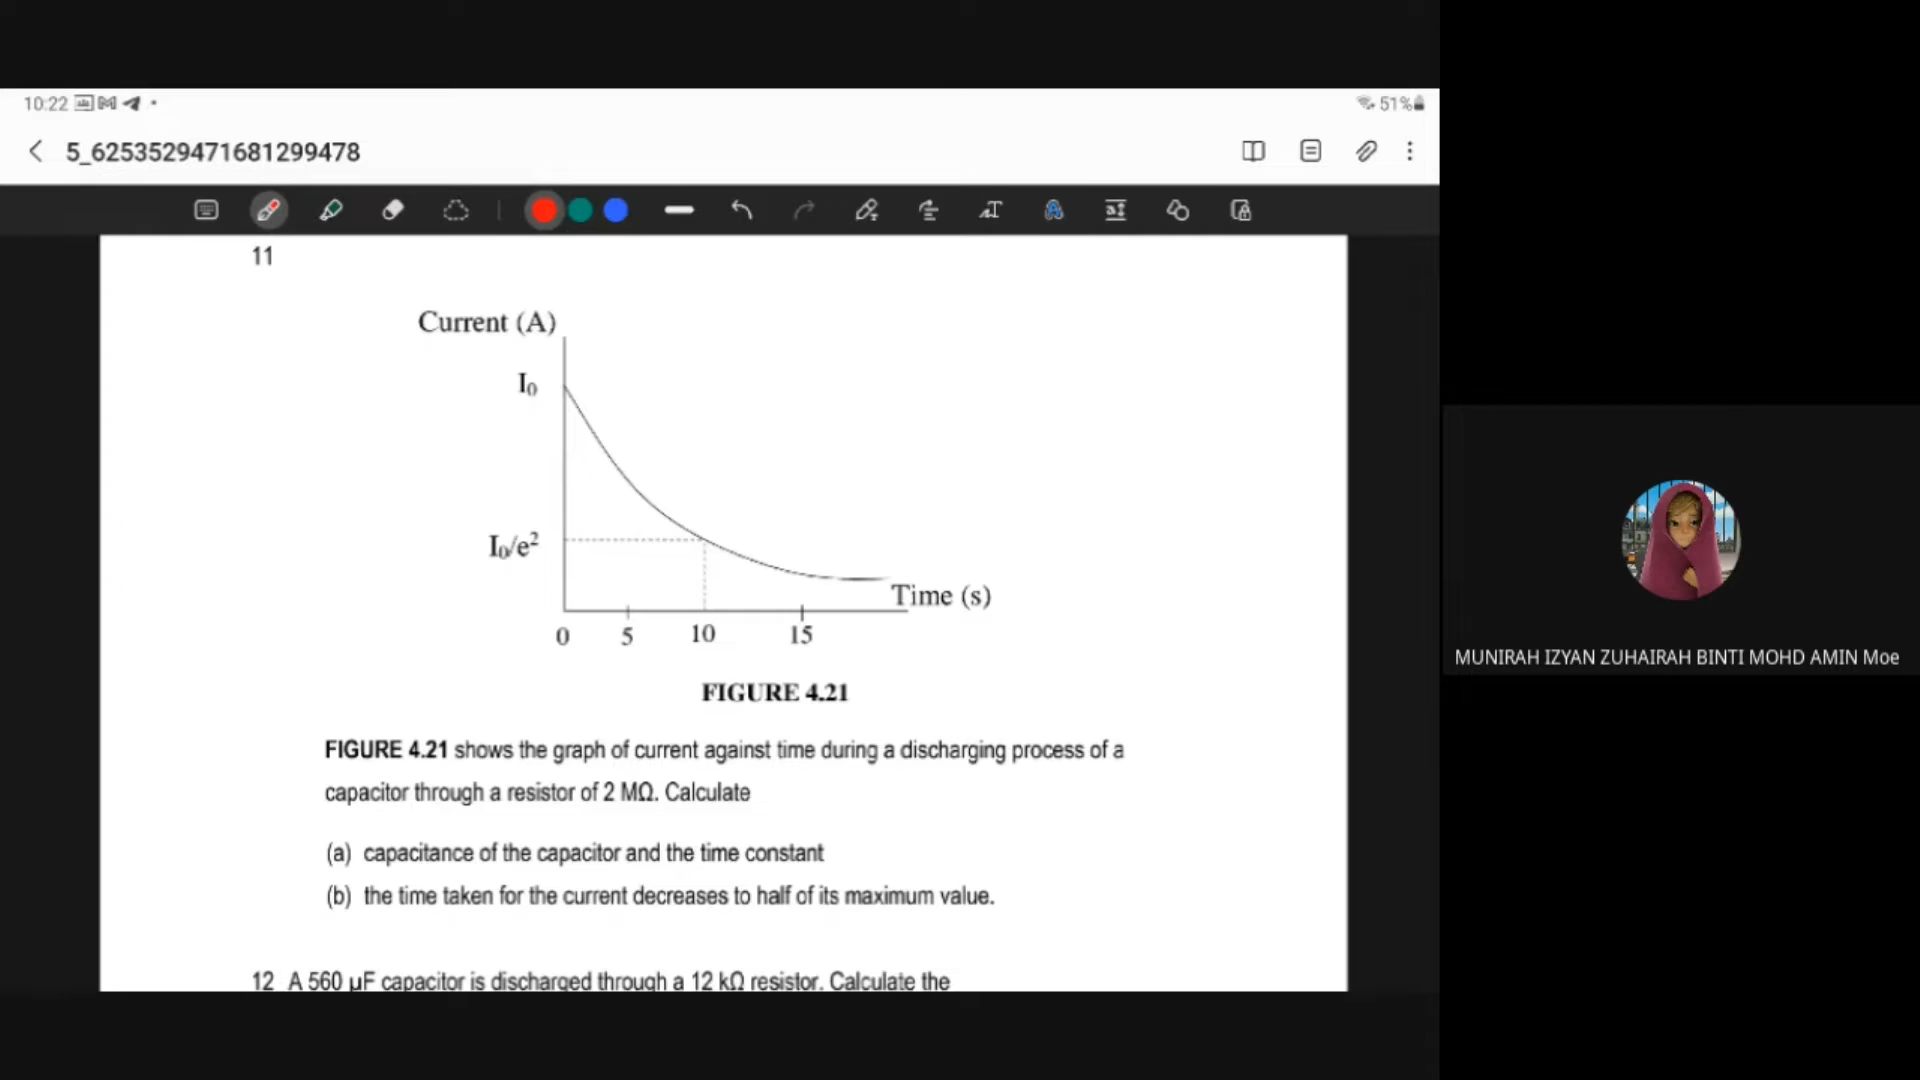 10:22
51%
5_6253529471681299478
11
Current (A)
I₀
I₀/e²
Time (s)
0 5 10 15
FIGURE 4.21
FIGURE 4.21 shows the graph of current against time during a discharging process of a
capacitor through a resistor of 2 MΩ. Calculate
(a) capacitance of the capacitor and the time constant
(b) the time taken for the current decreases to half of its maximum value.
12 A 560 μF capacitor is discharged through a 12 kΩ resistor. Calculate the
MUNIRAH IZYAN ZUHAIRAH BINTI MOHD AMIN Moe